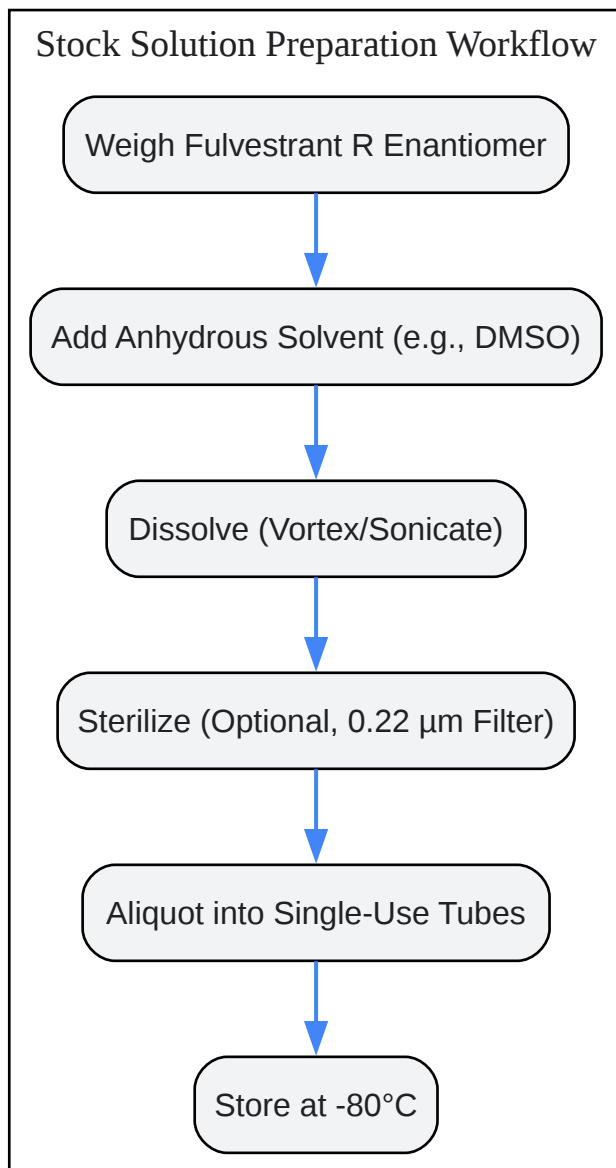 Stock Solution Preparation Workflow
Weigh Fulvestrant R Enantiomer
Add Anhydrous Solvent (e.g., DMSO)
Dissolve (Vortex/Sonicate)
Sterilize (Optional, 0.22 µm Filter)
Aliquot into Single-Use Tubes
Store at -80°C